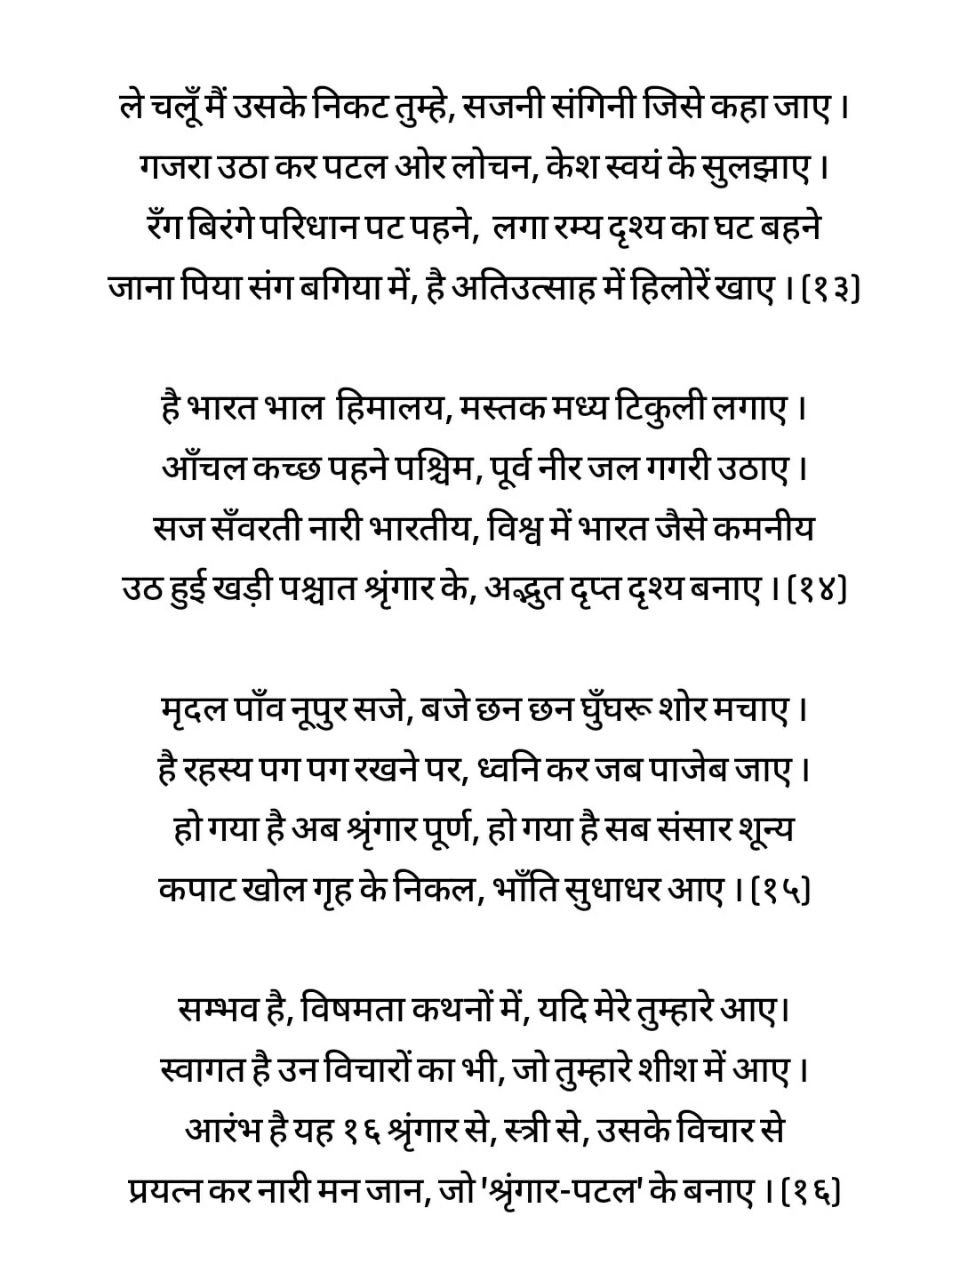 ले चलूँ मैं उसके निकट तुम्हे, सजनी संगिनी जिसे कहा जाए ।
गजरा उठा कर पटल ओर लोचन, केश स्वयं के सुलझाए ।
रँग बिरंगे परिधान पट पहने, लगा रम्य दृश्य का घट बहने
जाना पिया संग बगिया में, है अतिउत्साह में हिलोरें खाए । (१३)
है भारत भाल हिमालय, मस्तक मध्य टिकुली लगाए ।
आँचल कच्छ पहने पश्चिम, पूर्व नीर जल गगरी उठाए ।
सज सँवरती नारी भारतीय, विश्व में भारत जैसे कमनीय
उठ हुई खड़ी पश्चात श्रृंगार के, अद्भुत दृप्त दृश्य बनाए । (१४)
मृदल पाँव नूपुर सजे, बजे छन छन घुँघरू शोर मचाए ।
है रहस्य पग पग रखने पर, ध्वनि कर जब पाजेब जाए ।
हो गया है अब श्रृंगार पूर्ण, हो गया है सब संसार शून्य
कपाट खोल गृह के निकल, भाँति सुधाधर आए । (१५)
सम्भव है, विषमता कथनों में, यदि मेरे तुम्हारे आए।
स्वागत है उन विचारों का भी, जो तुम्हारे शीश में आए ।
आरंभ है यह १६ श्रृंगार से, स्त्री से, उसके विचार से
प्रयत्न कर नारी मन जान, जो 'श्रृंगार-पटल' के बनाए । (१६)